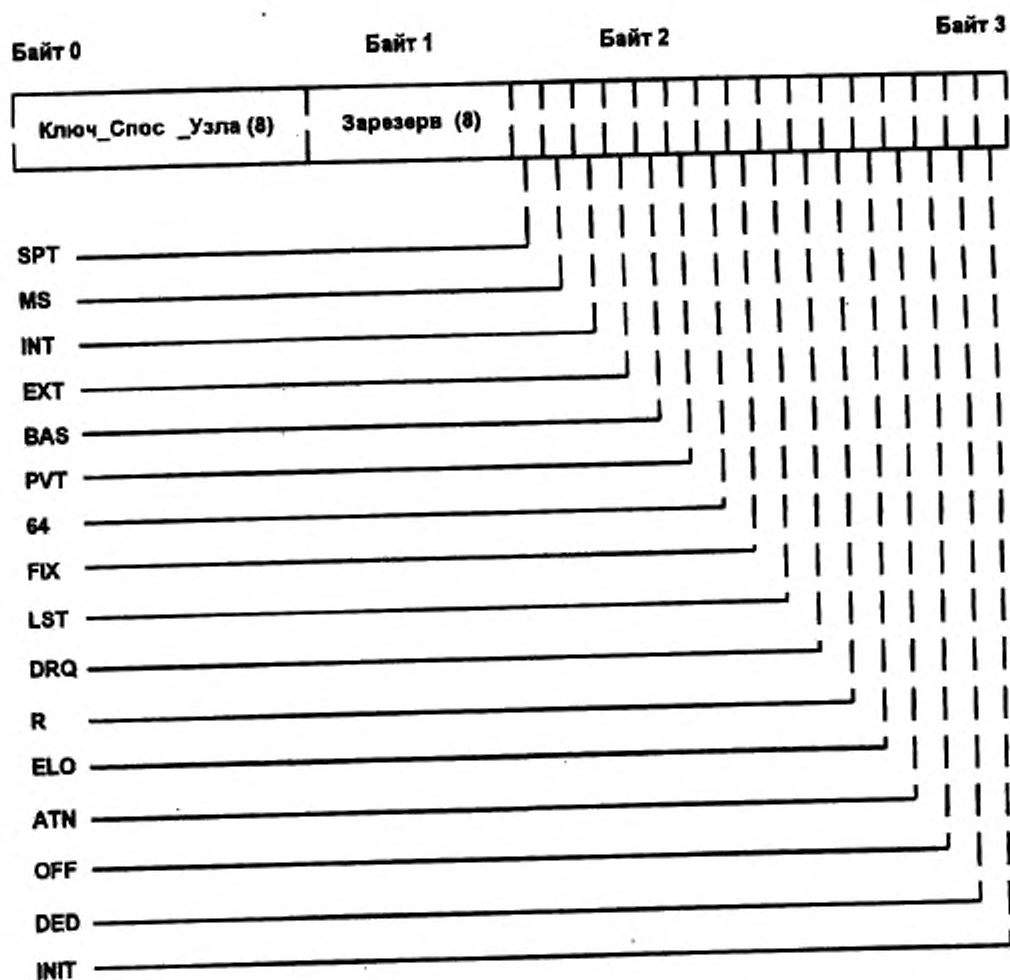 Байт 0 Байт 1 Байт 2 Байт 3
Ключ_Спос _Узла (8) Зарезерв (8)
SPT
MS
INT
EXT
BAS
PVT
64
FIX
LST
DRQ
R
ELO
ATN
OFF
DED
INIT